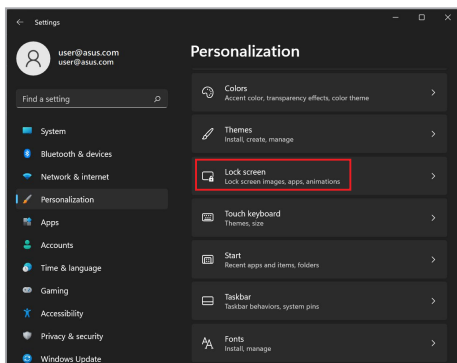 Settings
user@asus.com
user@asus.com
Find a setting
System
Bluetooth & devices
Network & internet
Personalization
Apps
Accounts
Time & language
Gaming
Accessibility
Privacy & security
Windows Update
Personalization
Colors
Accent color, transparency effects, color theme
Themes
Install, create, manage
Lock screen
Lock screen images, apps, animations
Touch keyboard
Themes, size
Start
Recent apps and items, folders
Taskbar
Taskbar behaviors, system pins
Fonts
Install, manage